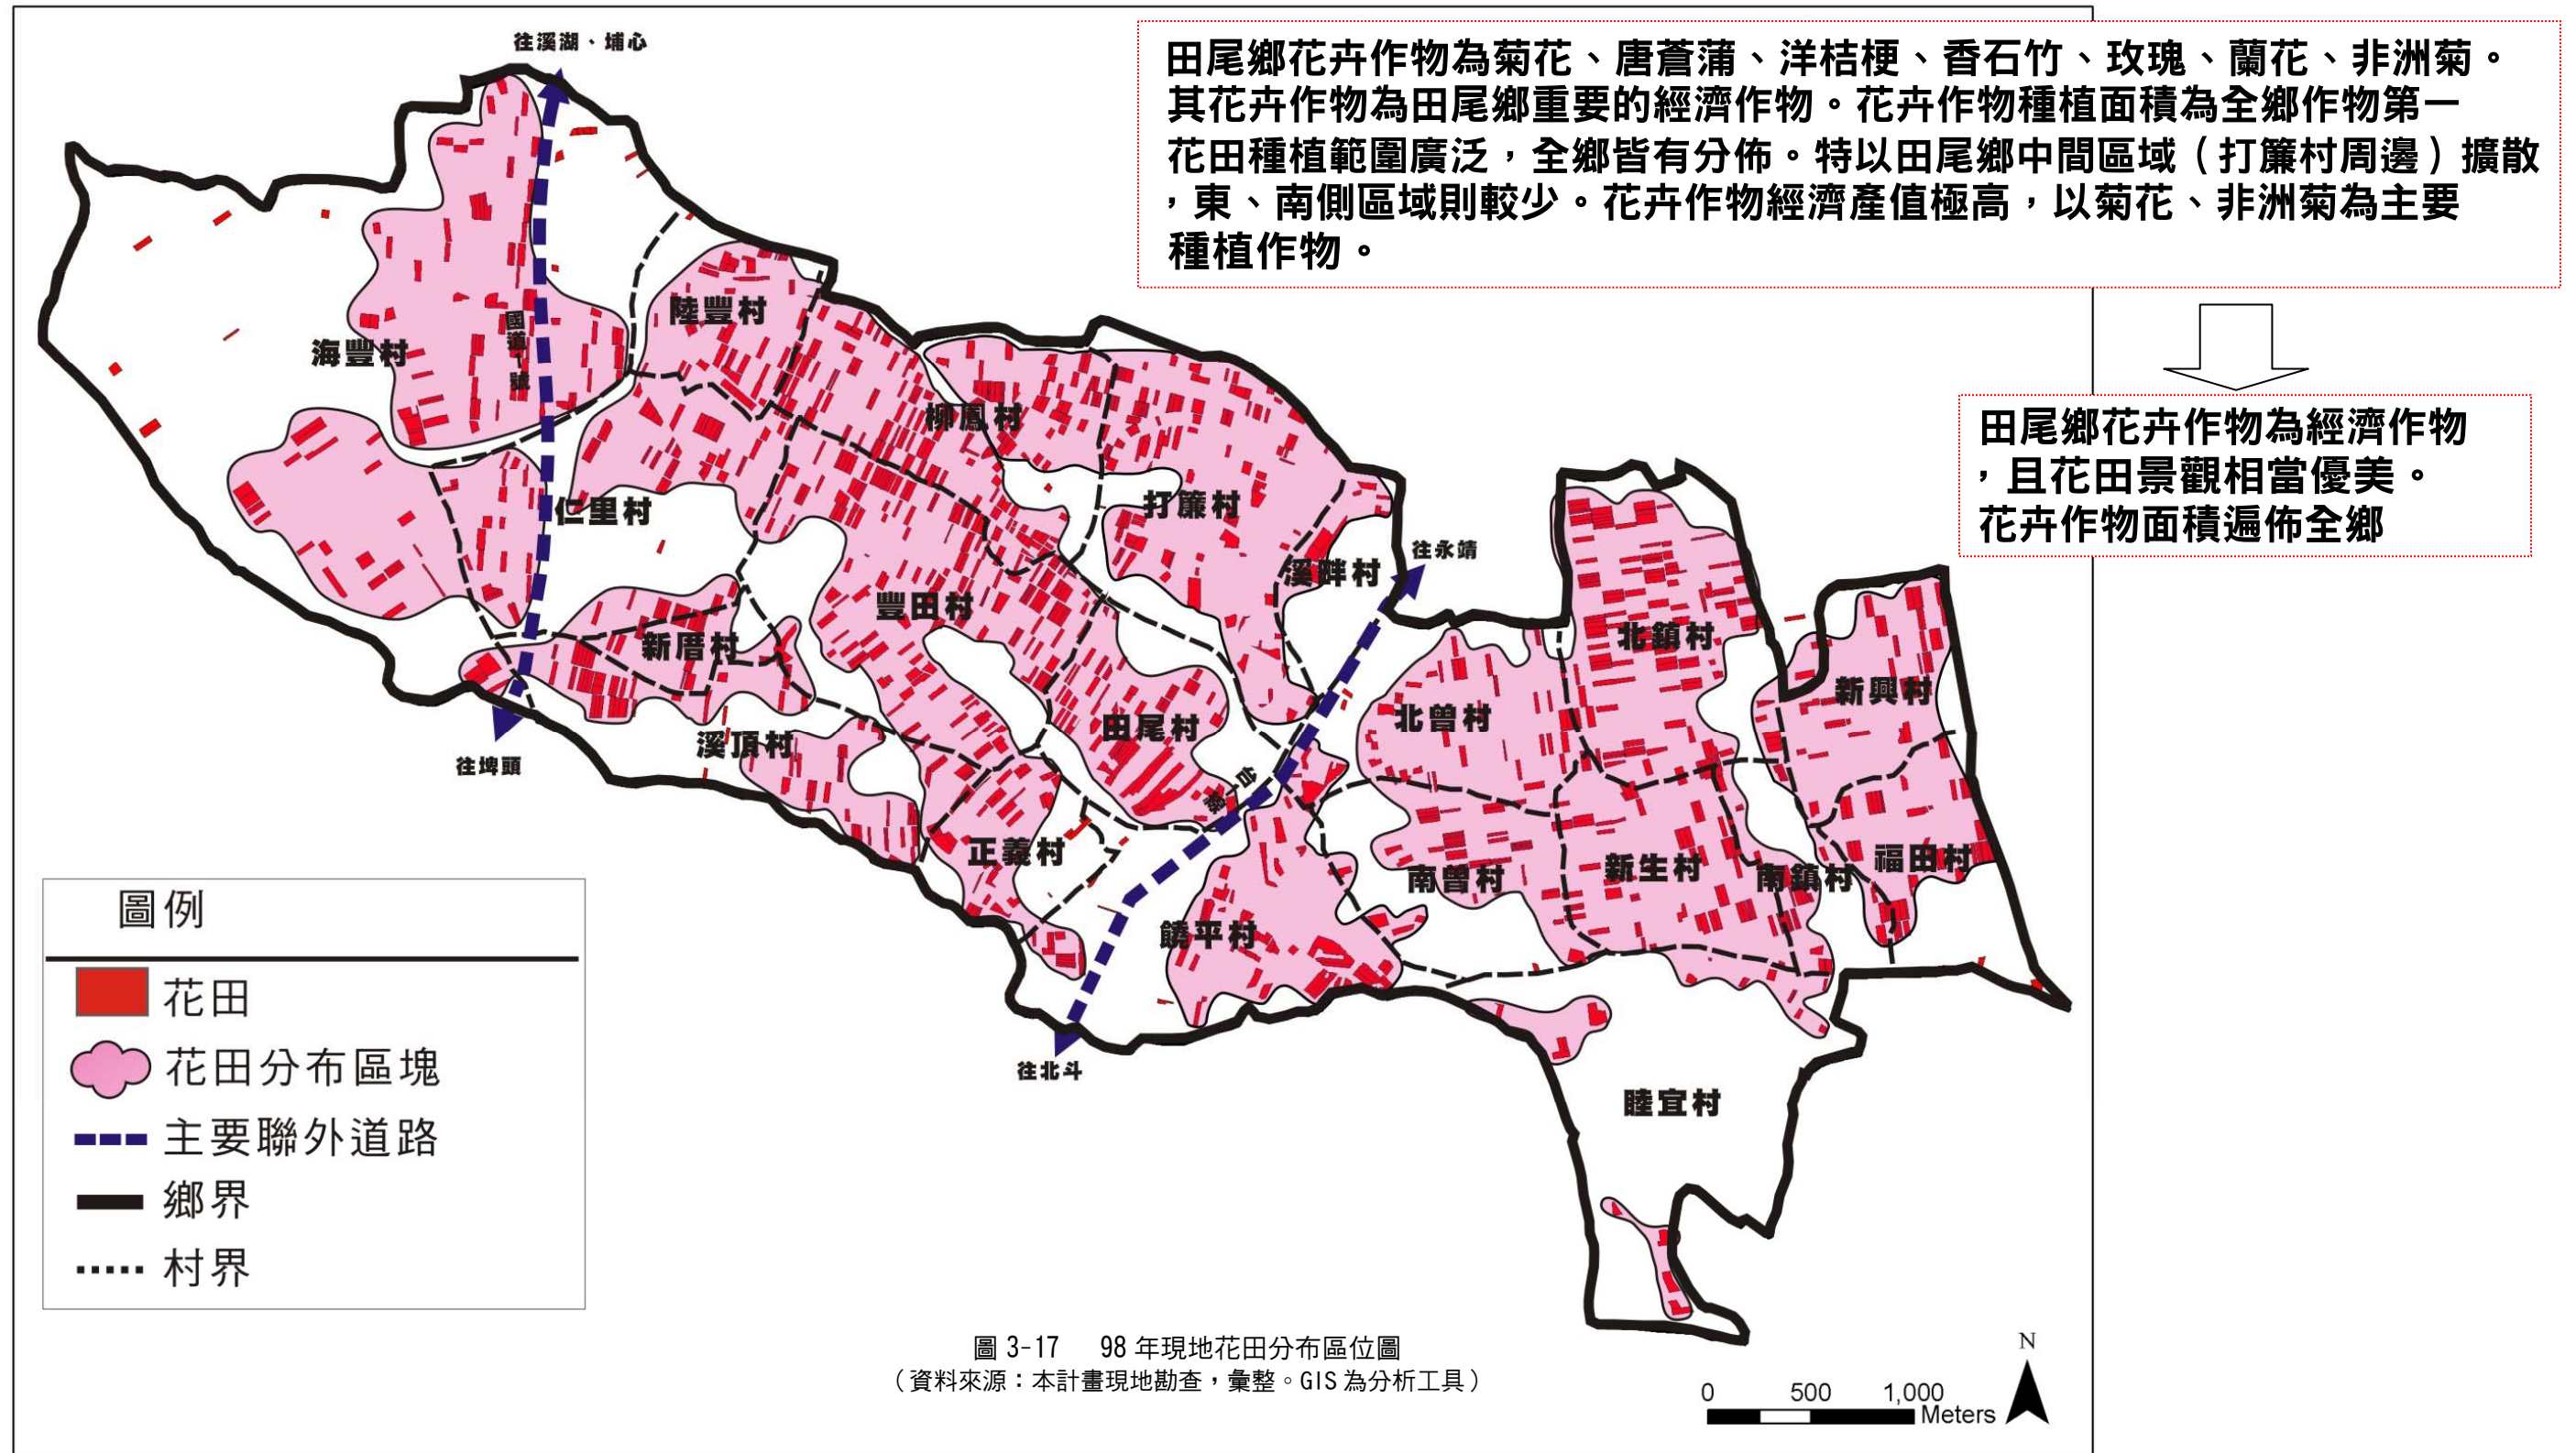 田尾鄉花卉作物為菊花、唐蒼蒲、洋桔梗、香石竹、玫瑰、蘭花、非洲菊。
其花卉作物為田尾鄉重要的經濟作物。花卉作物種植面積為全鄉作物第一
花田種植範圍廣泛，全鄉皆有分佈。特以田尾鄉中間區域（打簾村周邊）擴散
，東、南側區域則較少。花卉作物經濟產值極高，以菊花、非洲菊為主要
種植作物。
田尾鄉花卉作物為經濟作物
，且花田景觀相當優美。
花卉作物面積遍佈全鄉
往溪湖、埔心
陸豐村
海豐村
國道一號
柳鳳村
仁里村
打簾村
往永靖
溪畔村
豐田村
新厝村
北鎮村
新興村
北曾村
田尾村
溪頂村
往埤頭
台一線
正義村
南曾村
新生村
南鎮村
福田村
饒平村
往北斗
睦宜村
圖例
花田
花田分布區塊
主要聯外道路
鄉界
村界
圖 3-17 98 年現地花田分布區位圖
（資料來源：本計畫現地勘查，彙整。GIS 為分析工具）
N
0 500 1,000
Meters